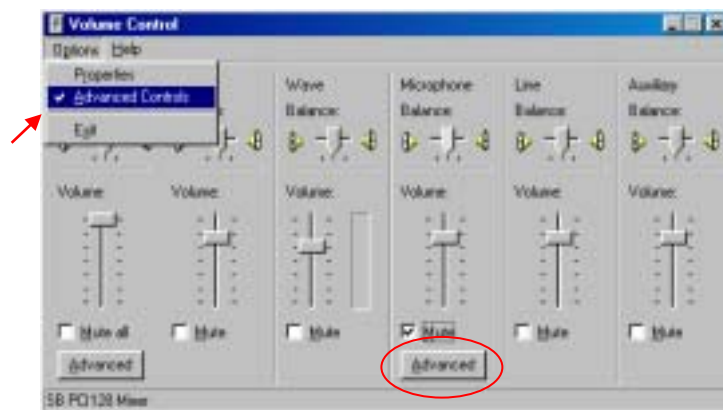 Volume Control
Options Help
Properties
Advanced Controls
Exit
Wave Microphone Line Auxiliary
Balance: Balance: Balance: Balance:
Volume: Volume: Volume: Volume: Volume: Volume:
Mute all Mute Mute Mute Mute Mute
Advanced Advanced
SB PCI128 Mixer